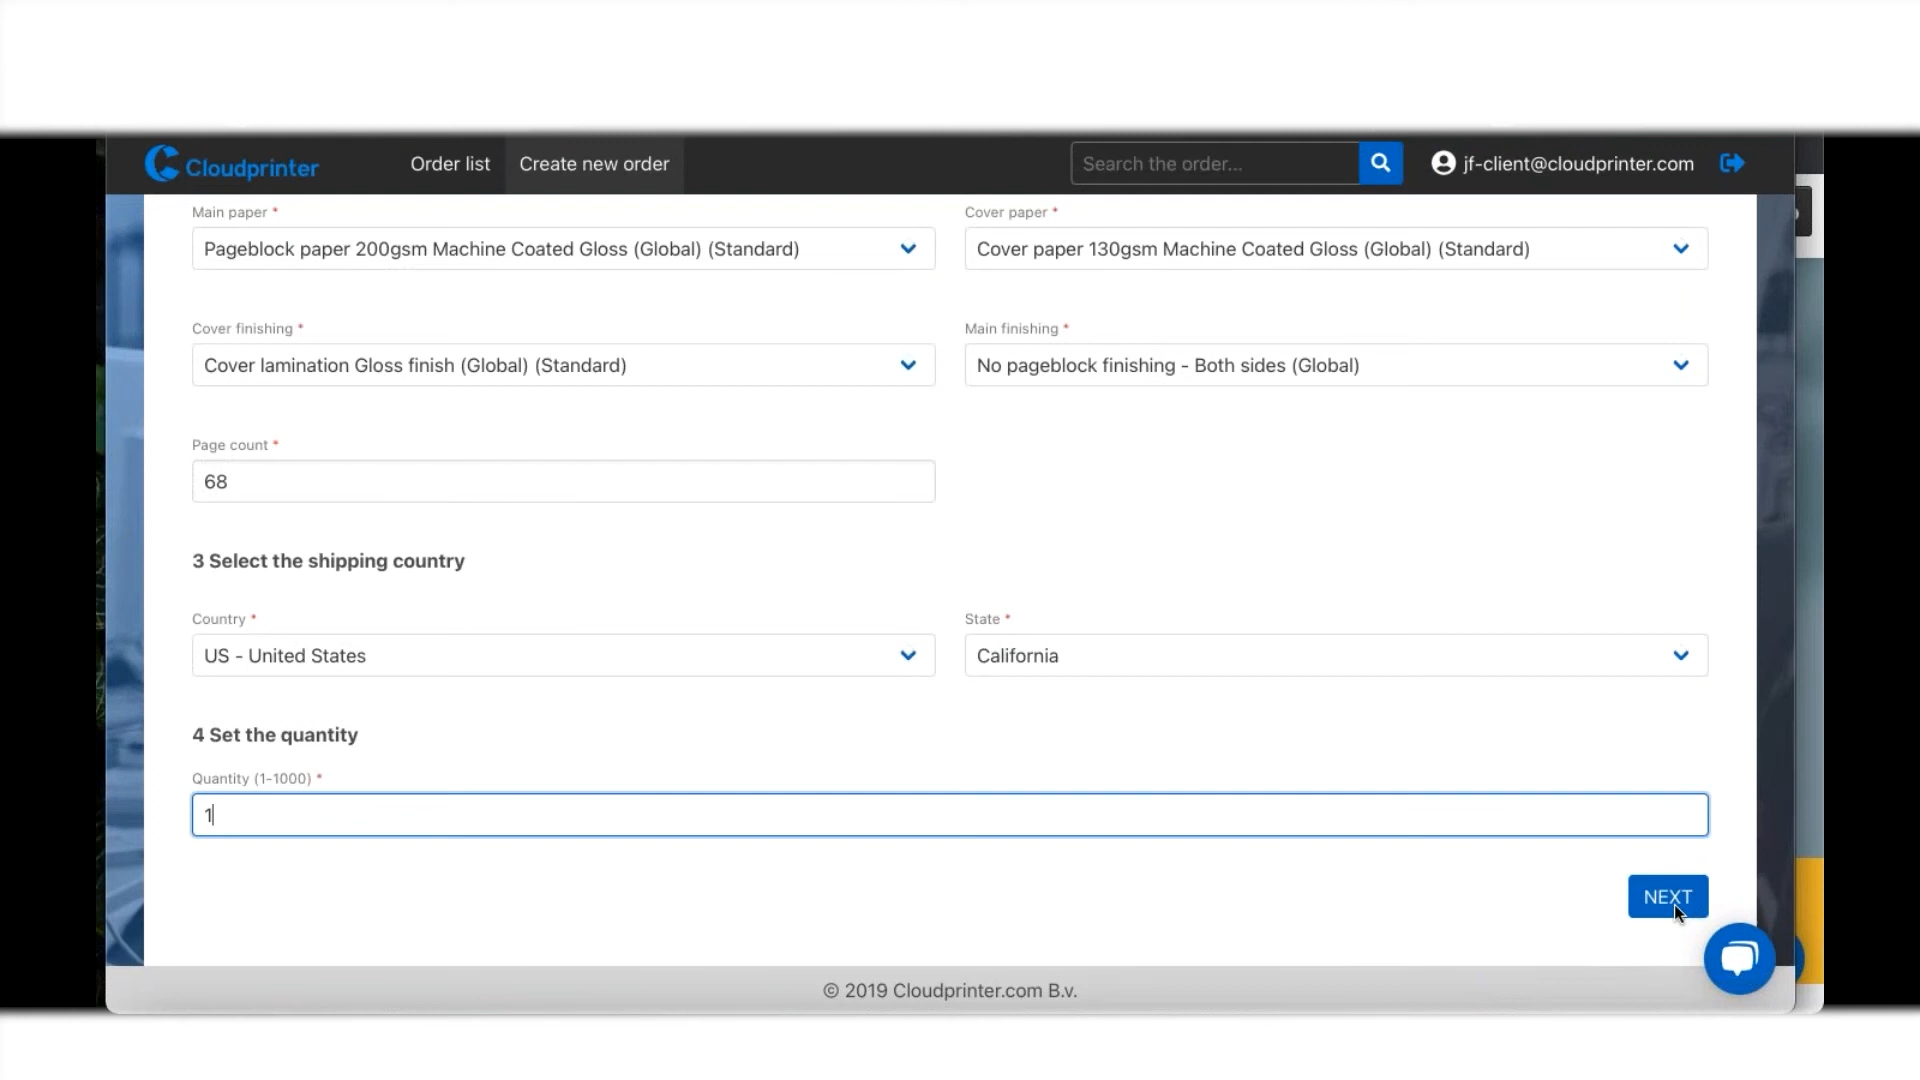 Cloudprinter
Order list
Create new order
Search the order...
jf-client@cloudprinter.com
Main paper *
Cover paper *
Pageblock paper 200gsm Machine Coated Gloss (Global) (Standard)
Cover paper 130gsm Machine Coated Gloss (Global) (Standard)
Cover finishing *
Main finishing *
Cover lamination Gloss finish (Global) (Standard)
No pageblock finishing - Both sides (Global)
Page count *
68
3 Select the shipping country
Country *
State *
US - United States
California
4 Set the quantity
Quantity (1-1000) *
1
NEXT
© 2019 Cloudprinter.com B.v.